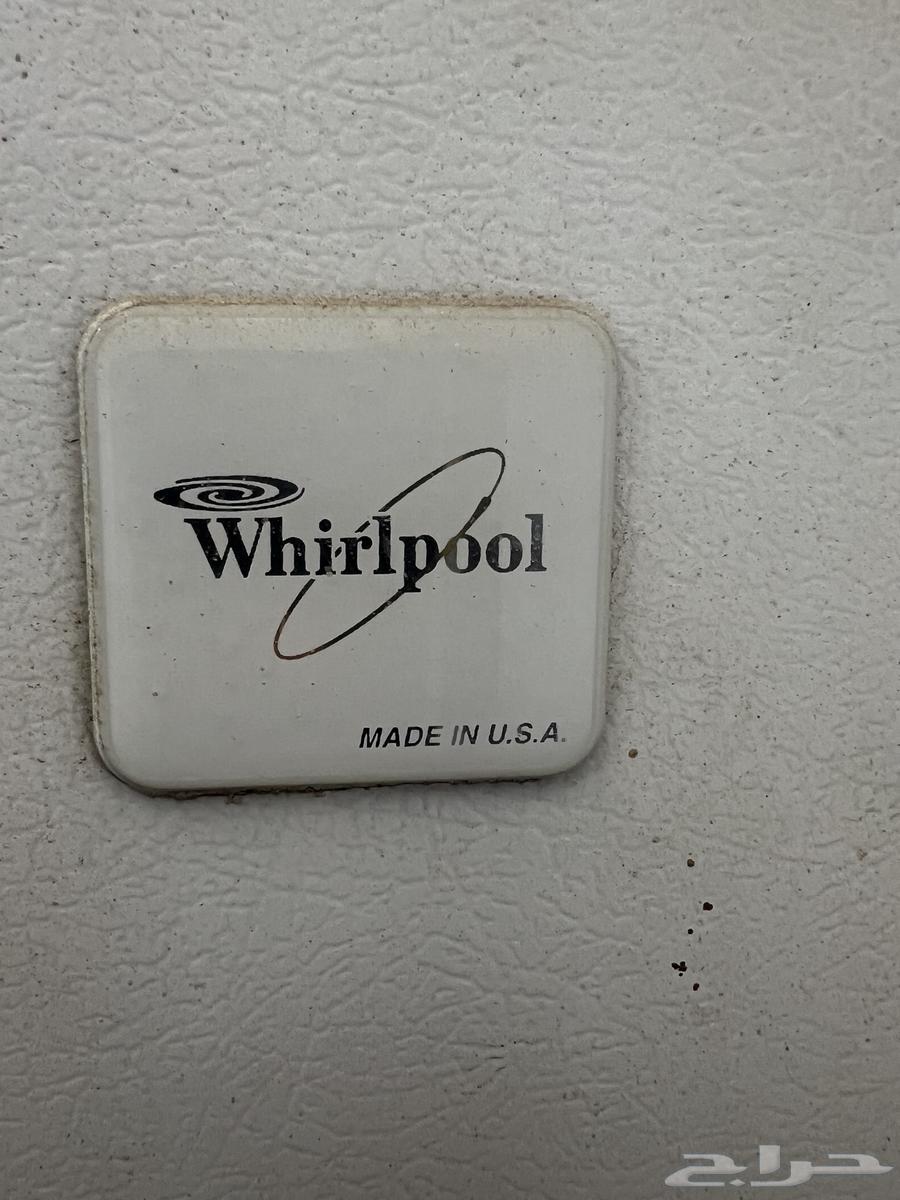 Whirlpool
MADE IN U.S.A.
حراج